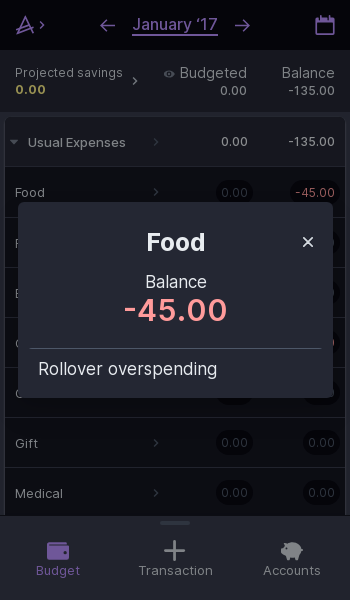 January ‘17
Projected savings
0.00
Budgeted
0.00
Balance
-135.00
Usual Expenses
0.00
-135.00
Food
0.00
-45.00
Food
Balance
-45.00
Rollover overspending
Gift
0.00
0.00
Medical
0.00
0.00
Budget
Transaction
Accounts